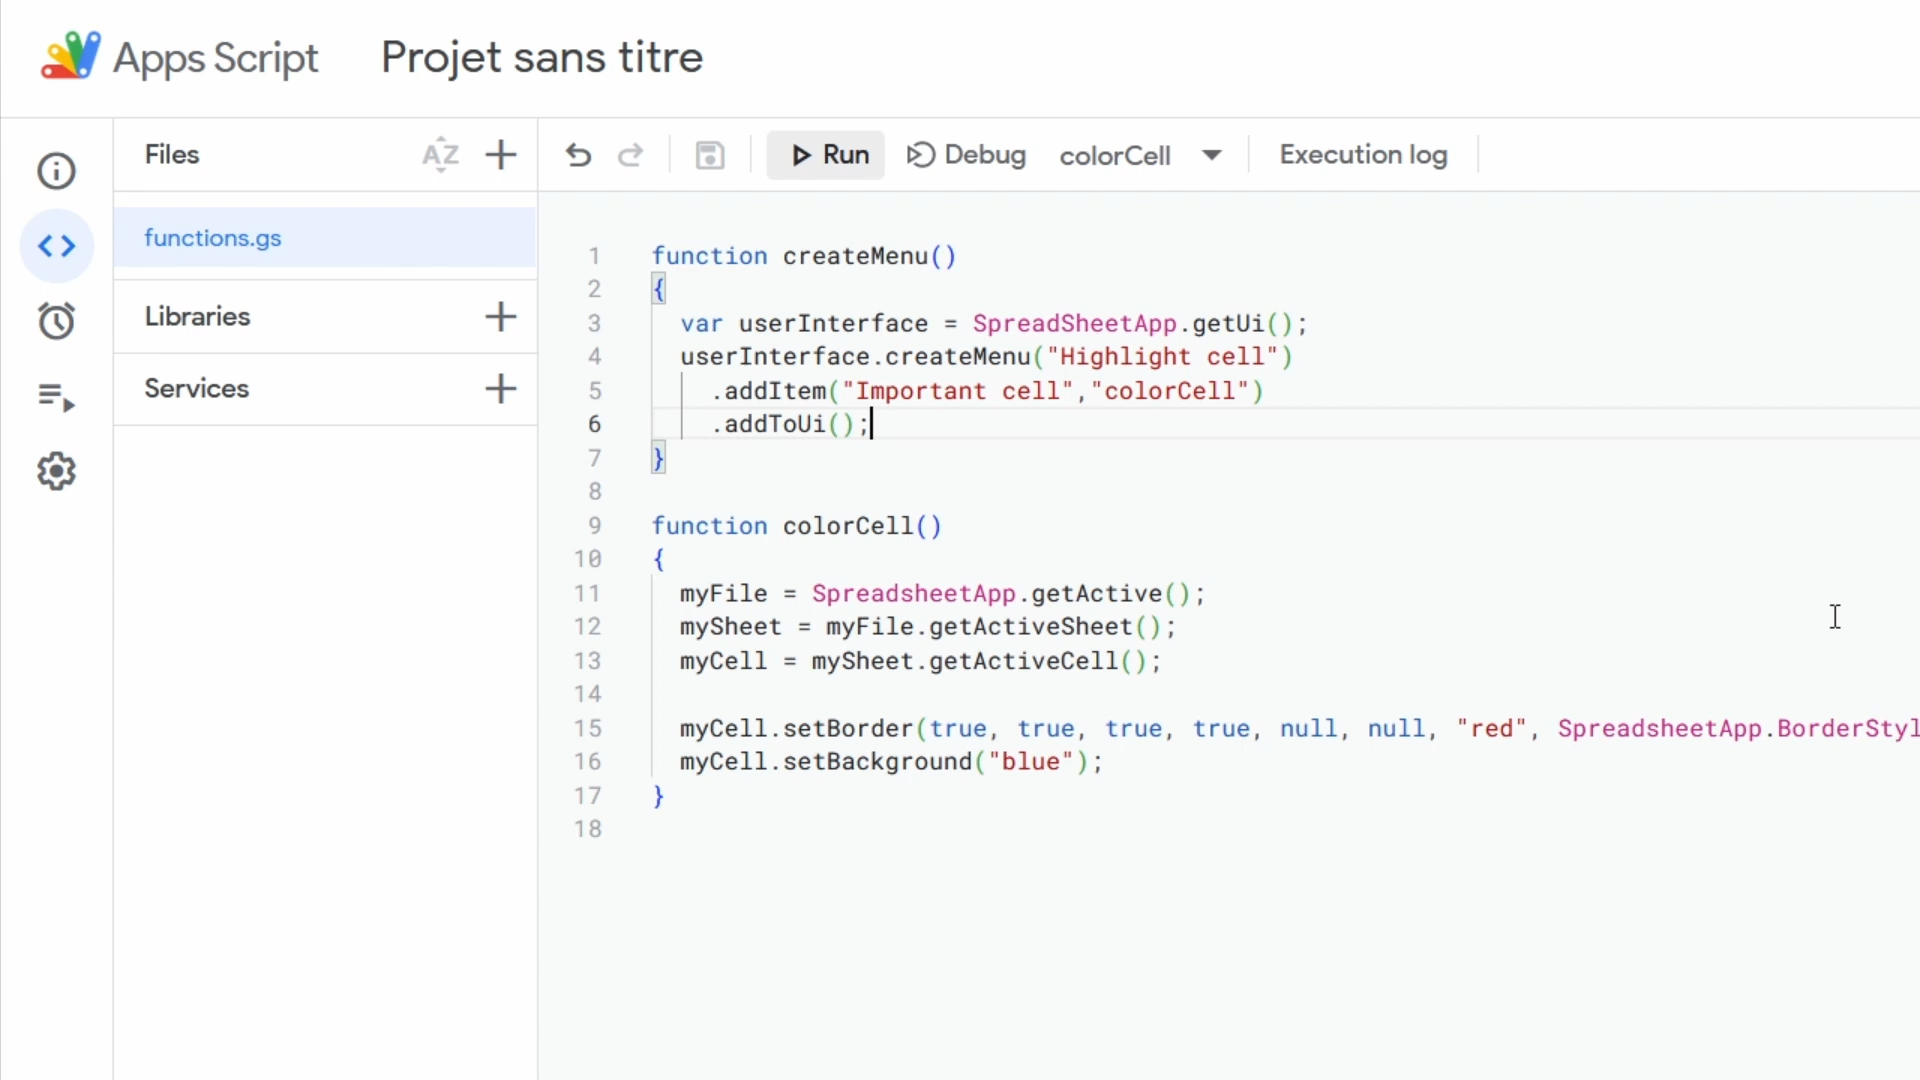 Apps Script Projet sans titre
Files AZ
Run Debug colorCell Execution log
functions.gs
Libraries
Services
1 function createMenu()
2 {
3 var userInterface = SpreadSheetApp.getUi();
4 userInterface.createMenu("Highlight cell")
5 .addItem("Important cell","colorCell")
6 .addToUi();
7 }
8
9 function colorCell()
10 {
11 myFile = SpreadsheetApp.getActive();
12 mySheet = myFile.getActiveSheet();
13 myCell = mySheet.getActiveCell();
14
15 myCell.setBorder(true, true, true, true, null, null, "red", SpreadsheetApp.BorderStyl
16 myCell.setBackground("blue");
17 }
18